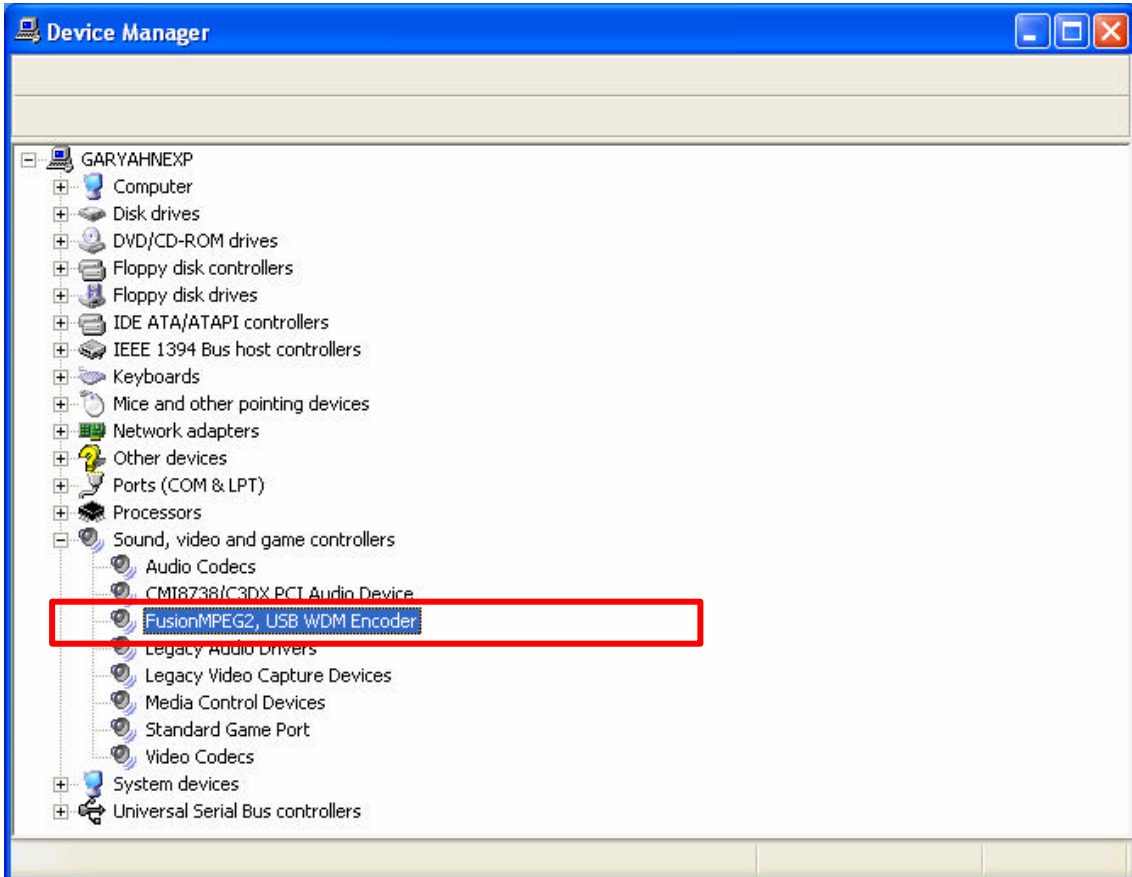 Device Manager
GARYAHNEXP
Computer
Disk drives
DVD/CD-ROM drives
Floppy disk controllers
Floppy disk drives
IDE ATA/ATAPI controllers
IEEE 1394 Bus host controllers
Keyboards
Mice and other pointing devices
Network adapters
Other devices
Ports (COM & LPT)
Processors
Sound, video and game controllers
Audio Codecs
CMI8738/C3DX PCI Audio Device
FusionMPEG2, USB WDM Encoder
Legacy Audio Drivers
Legacy Video Capture Devices
Media Control Devices
Standard Game Port
Video Codecs
System devices
Universal Serial Bus controllers